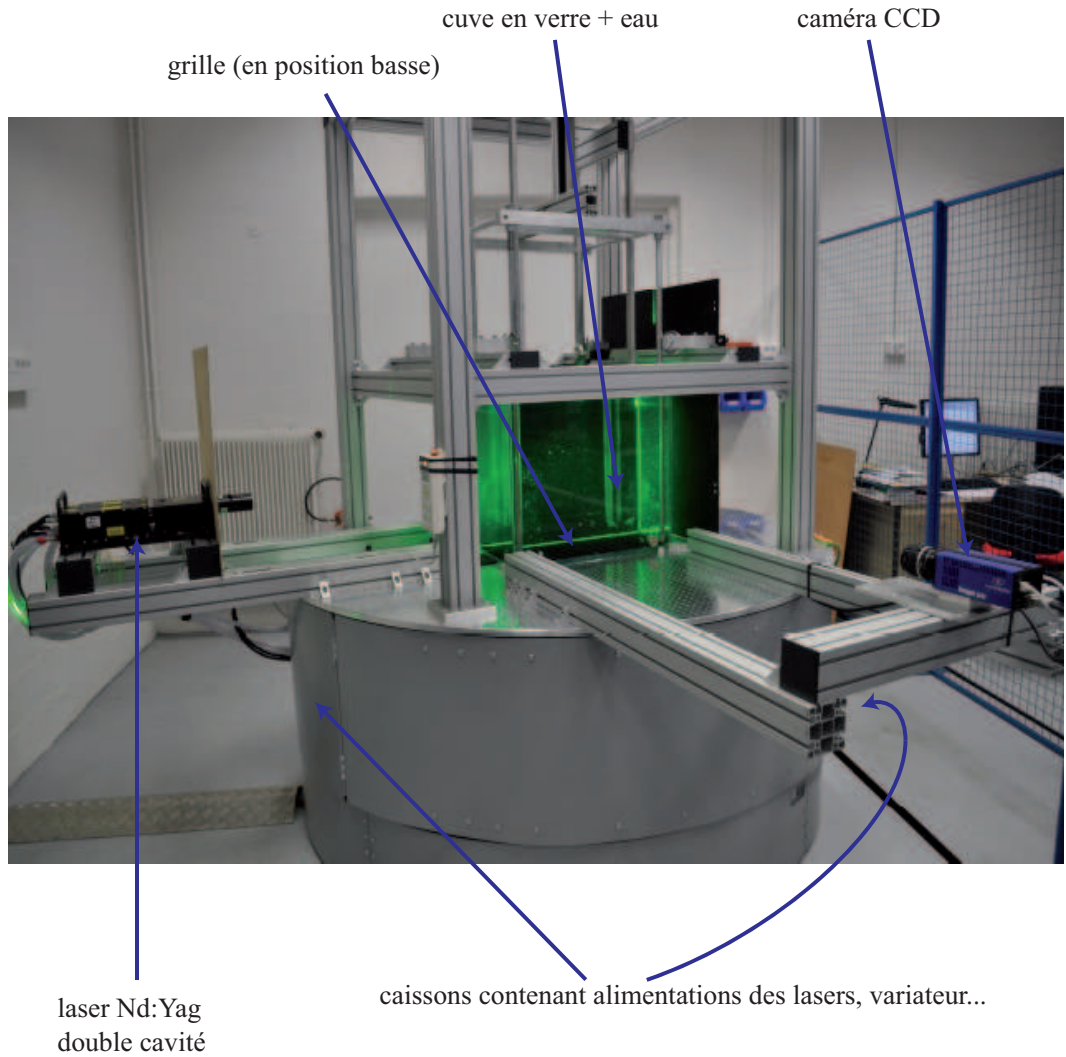 cuve en verre + eau
caméra CCD
grille (en position basse)
laser Nd:Yag
double cavité
caissons contenant alimentations des lasers, variateur...